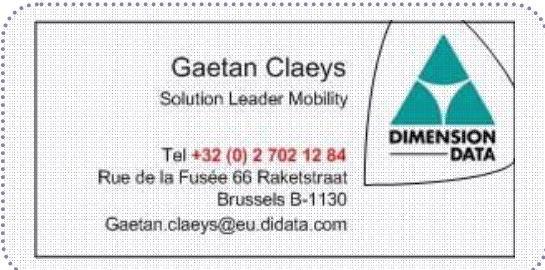 Gaetan Claeys
Solution Leader Mobility
Tel +32 (0) 2 702 12 84
Rue de la Fusée 66 Raketstraat
Brussels B-1130
Gaetan.claeys@eu.didata.com
DIMENSION
DATA